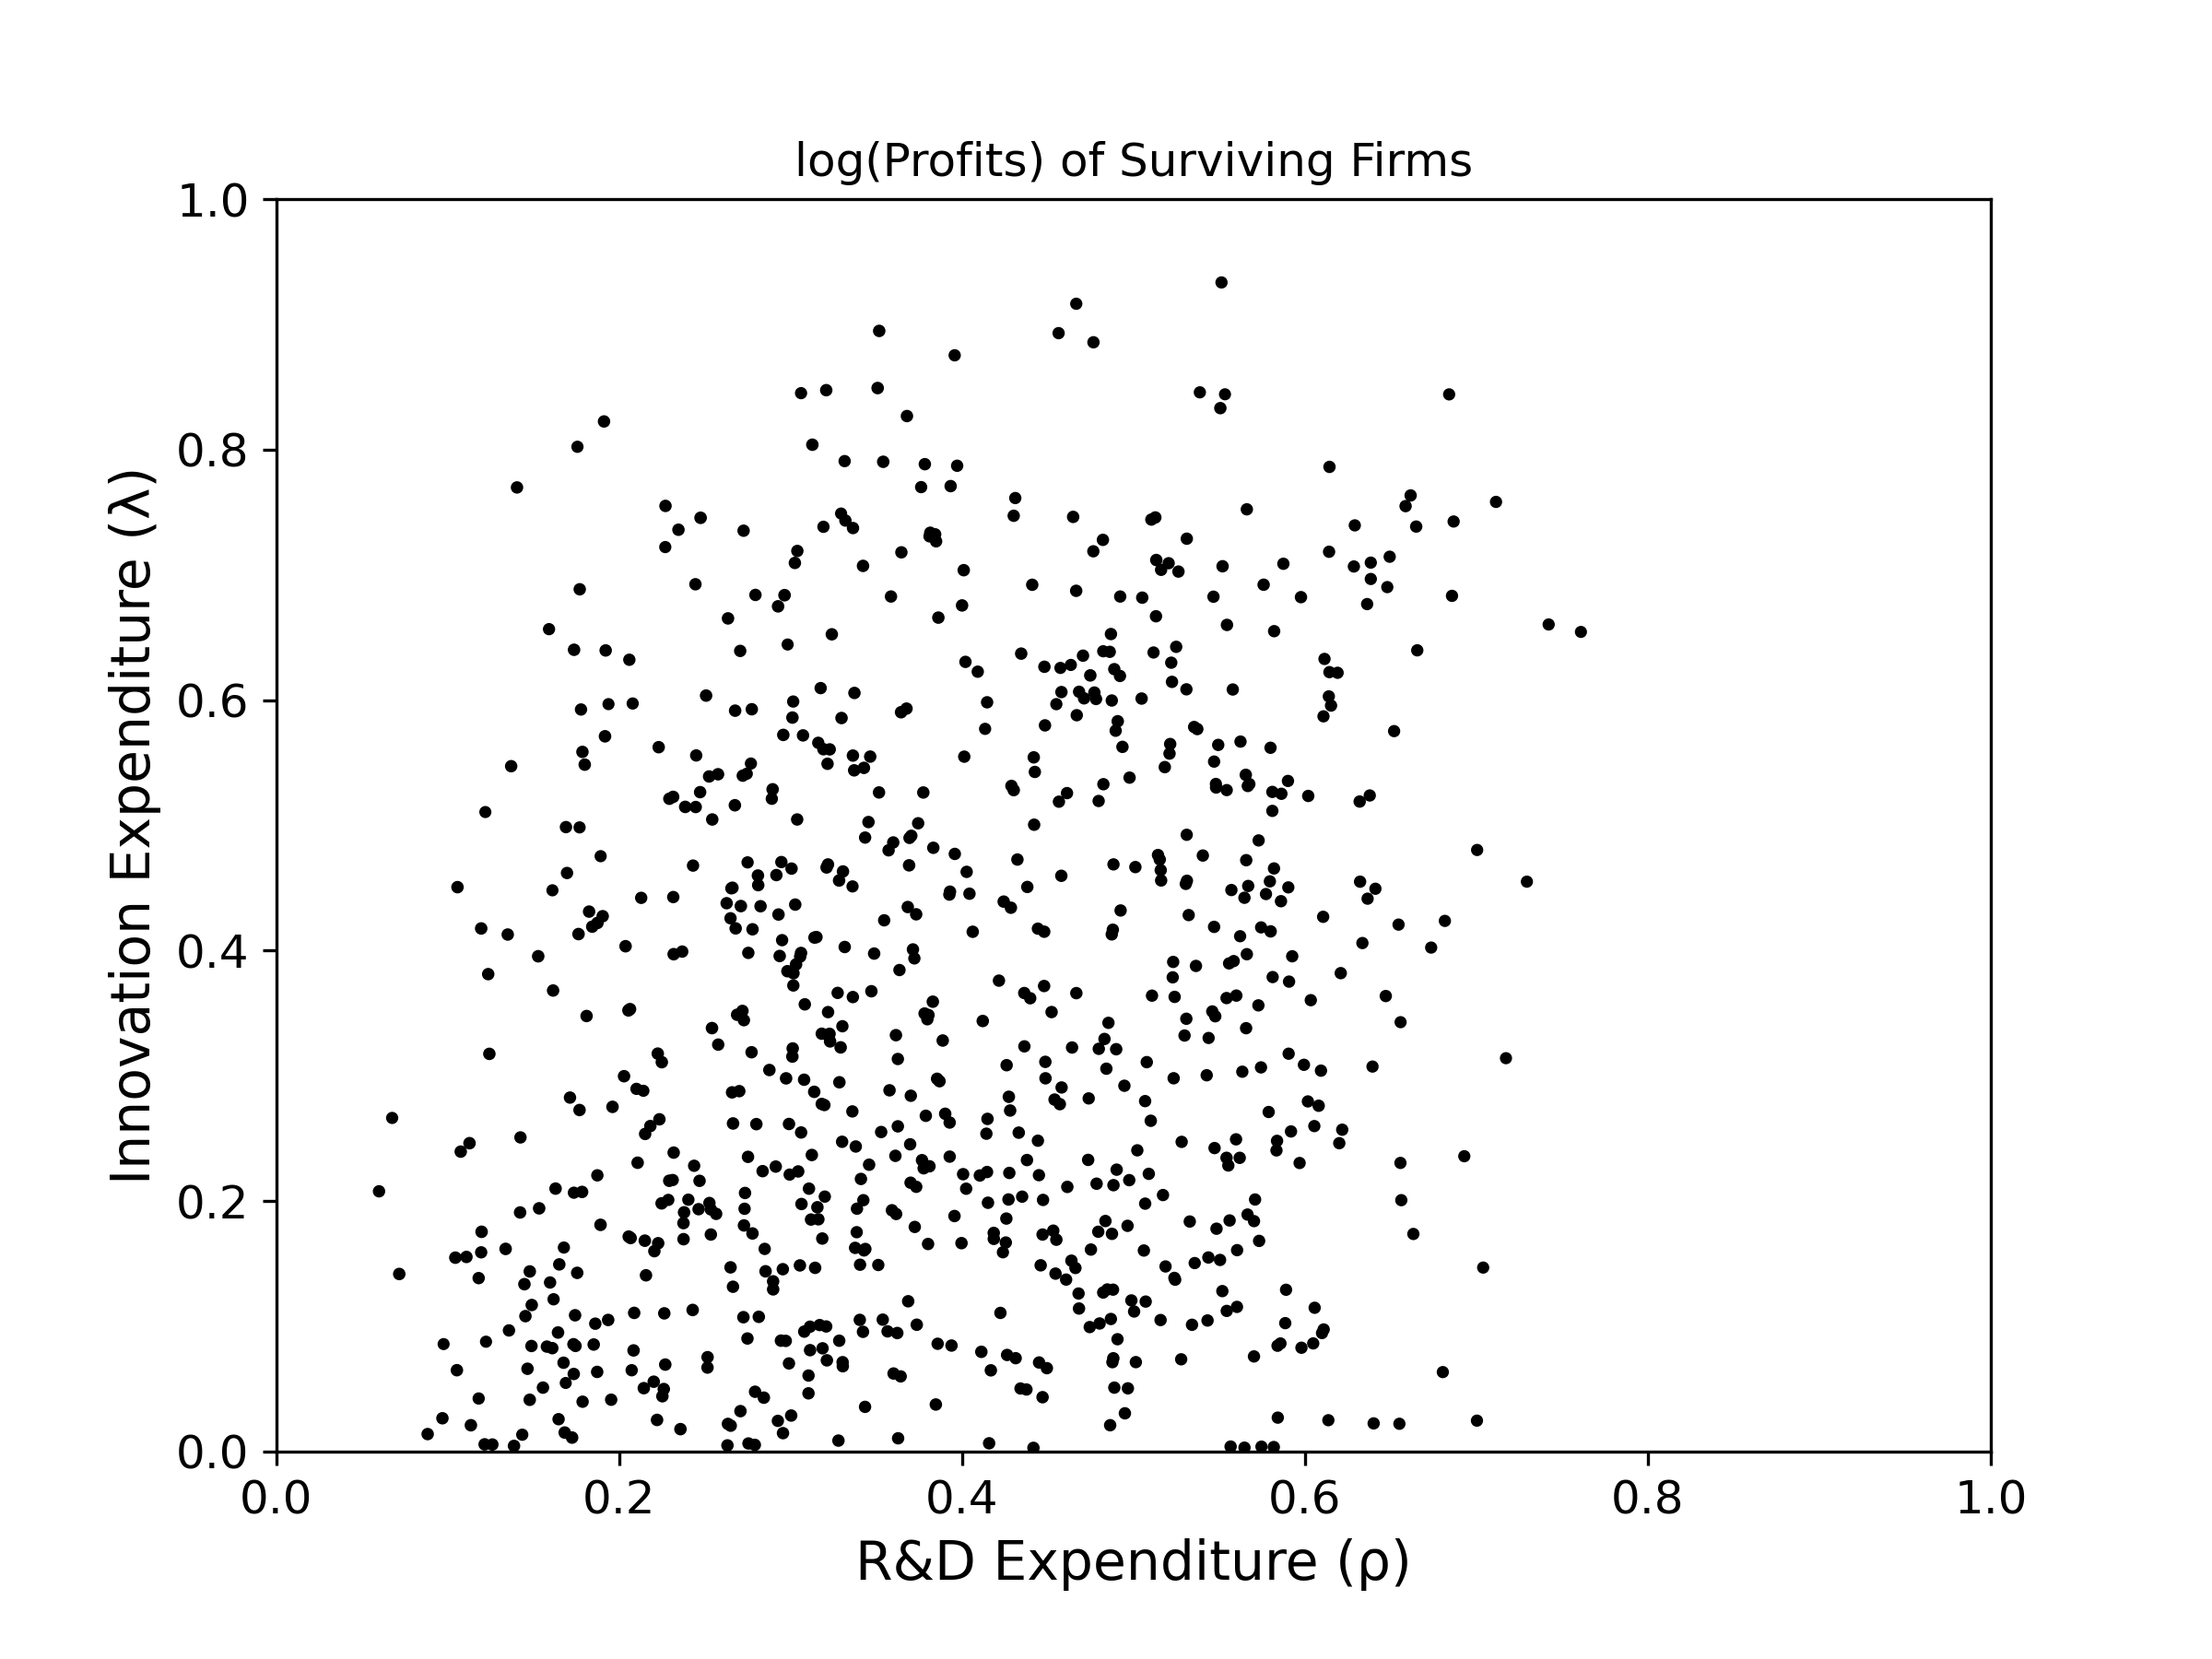 log(Profits) of Surviving Firms
1.0
0.8
0.6
0.4
0.2
0.0
Innovation Expenditure (λ)
0.0 0.2 0.4 0.6 0.8 1.0
R&D Expenditure (ρ)